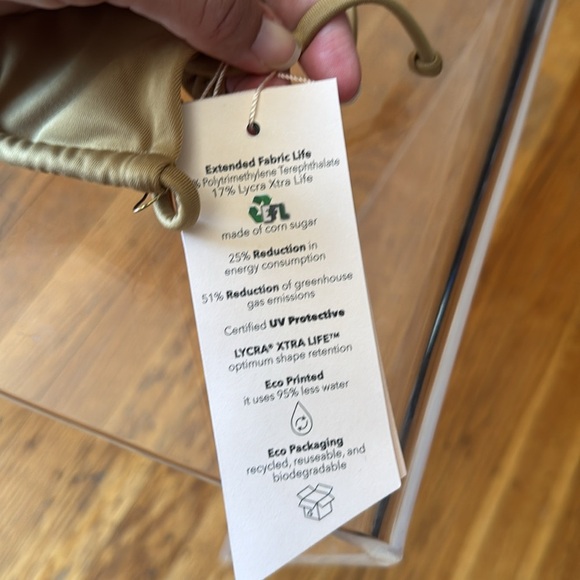 Extended Fabric Life
% Polytrimethylene Terephthalate
17% Lycra Xtra Life
EFL
made of corn sugar
25% Reduction in
energy consumption
51% Reduction of greenhouse
gas emissions
Certified UV Protective
LYCRA® XTRA LIFE™
optimum shape retention
Eco Printed
it uses 95% less water
Eco Packaging
recycled, reuseable, and
biodegradable